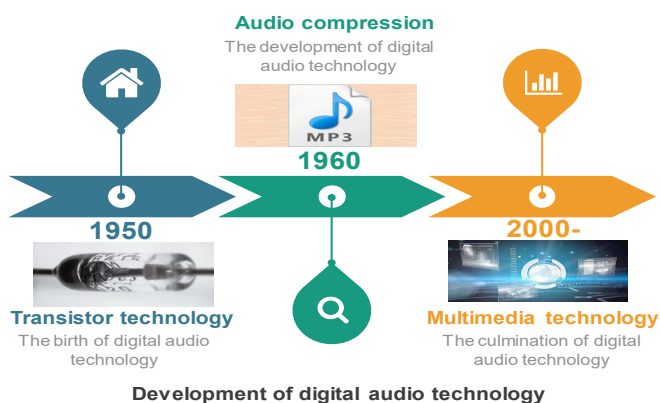 Audio compression
The development of digital
audio technology
MP3
1960
1950
Transistor technology
The birth of digital audio
technology
2000-
Multimedia technology
The culmination of digital
audio technology
Development of digital audio technology